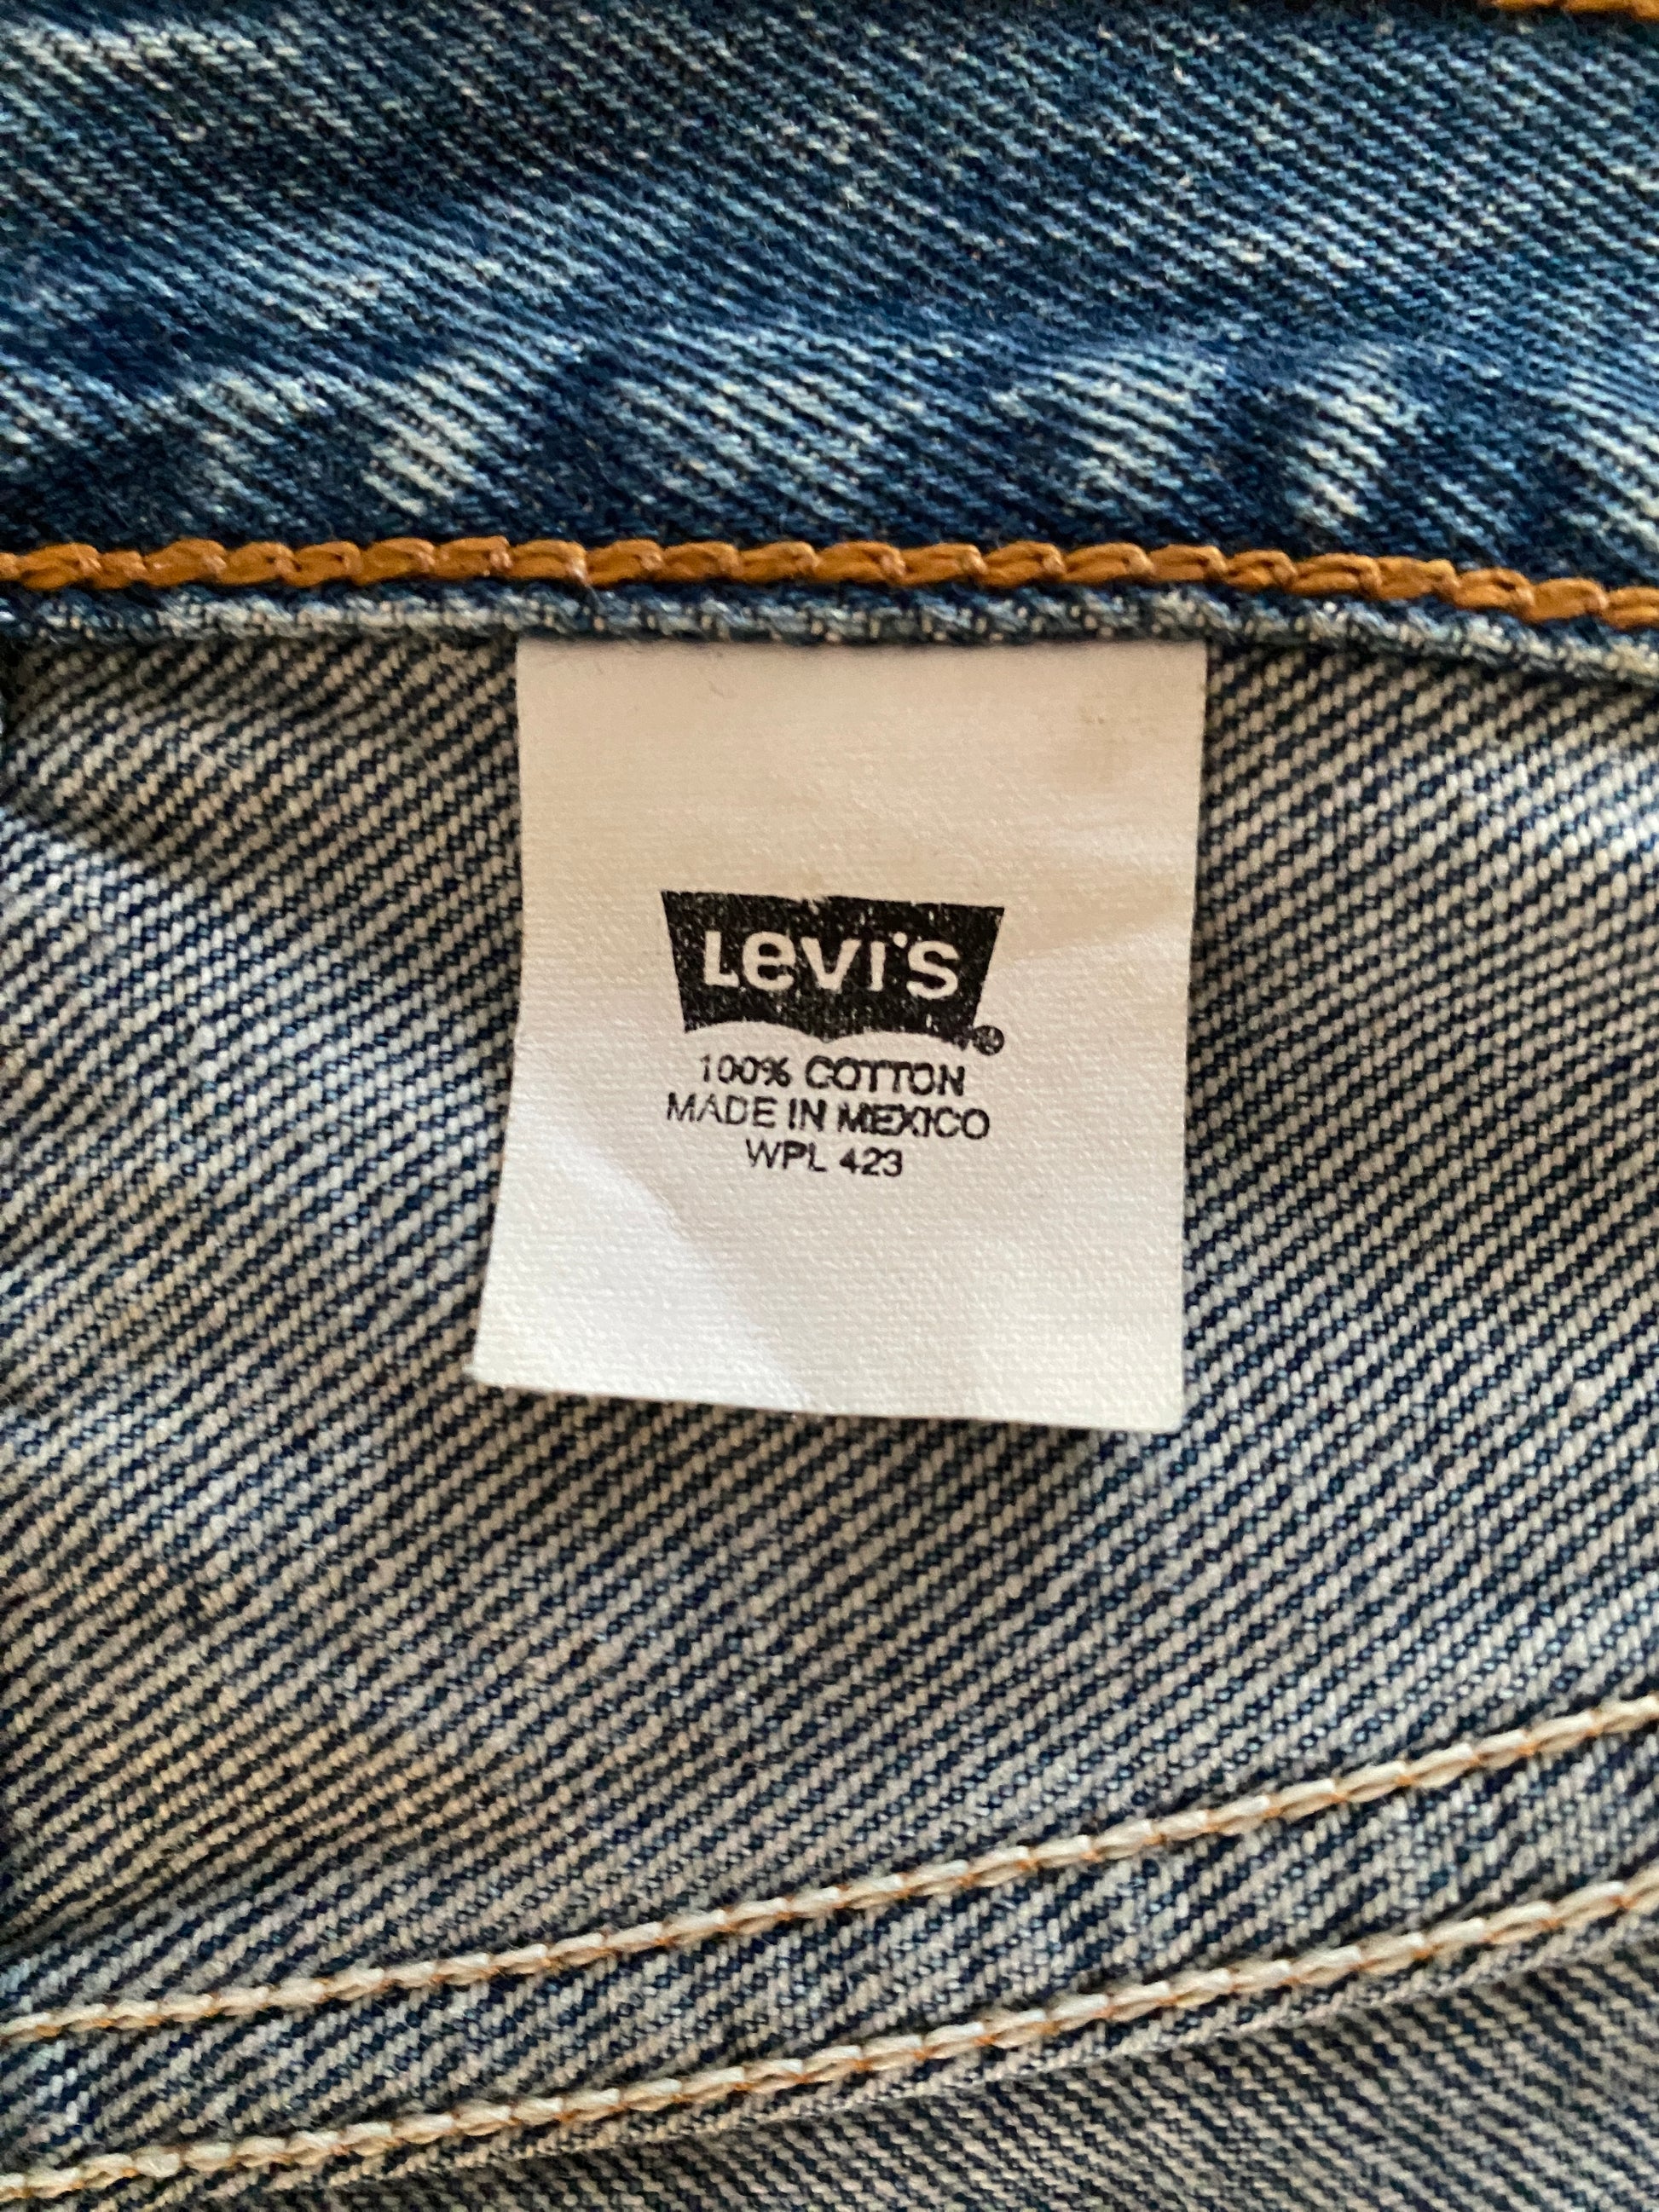 Levi's
®
100% COTTON
MADE IN MEXICO
WPL 423